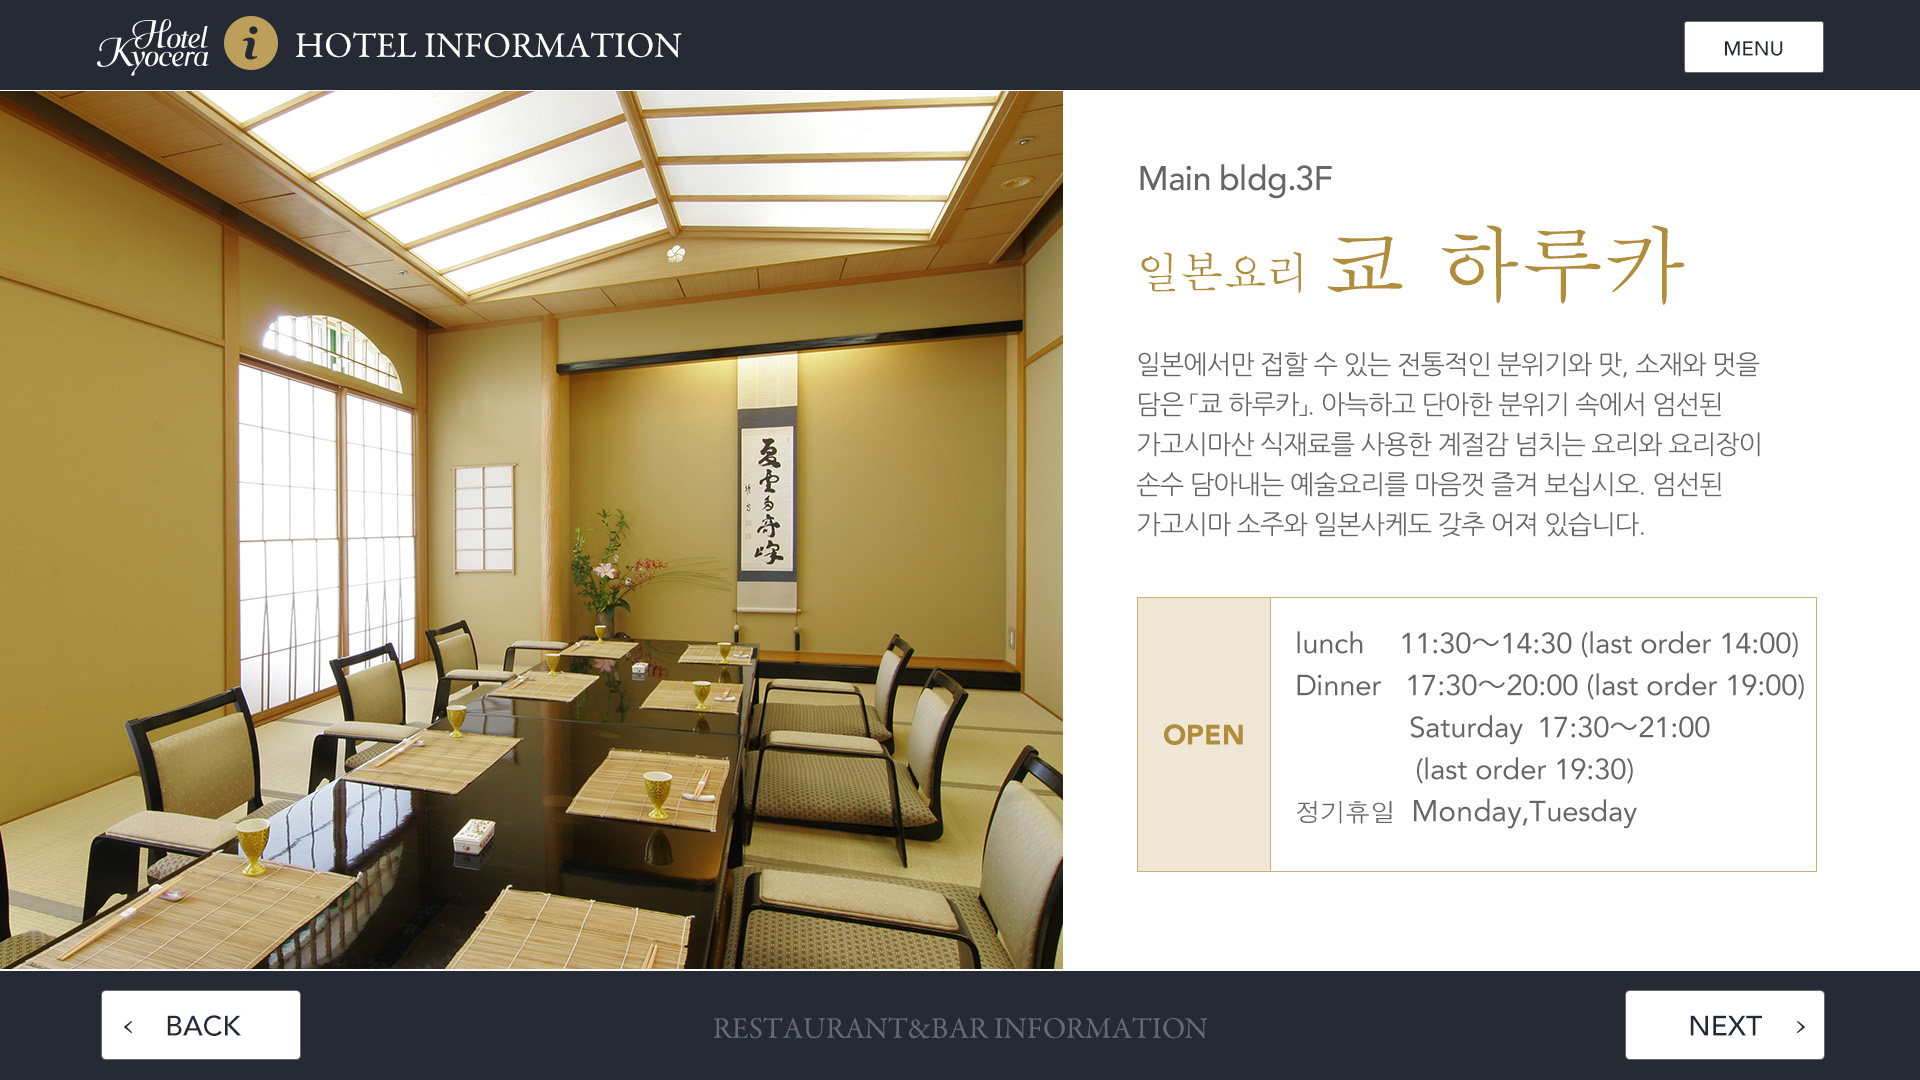 Hotel
Kyocera
i
HOTEL INFORMATION
MENU
夏雲多奇峰
Main bldg.3F
일본요리 쿄 하루카
일본에서만 접할 수 있는 전통적인 분위기와 맛, 소재와 멋을
담은 「쿄 하루카」. 아늑하고 단아한 분위기 속에서 엄선된
가고시마산 식재료를 사용한 계절감 넘치는 요리와 요리장이
손수 담아내는 예술요리를 마음껏 즐겨 보십시오. 엄선된
가고시마 소주와 일본사케도 갖추 어져 있습니다.
OPEN
lunch 11:30～14:30 (last order 14:00)
Dinner 17:30～20:00 (last order 19:00)
Saturday 17:30～21:00
(last order 19:30)
정기휴일 Monday,Tuesday
< BACK
RESTAURANT&BAR INFORMATION
NEXT >